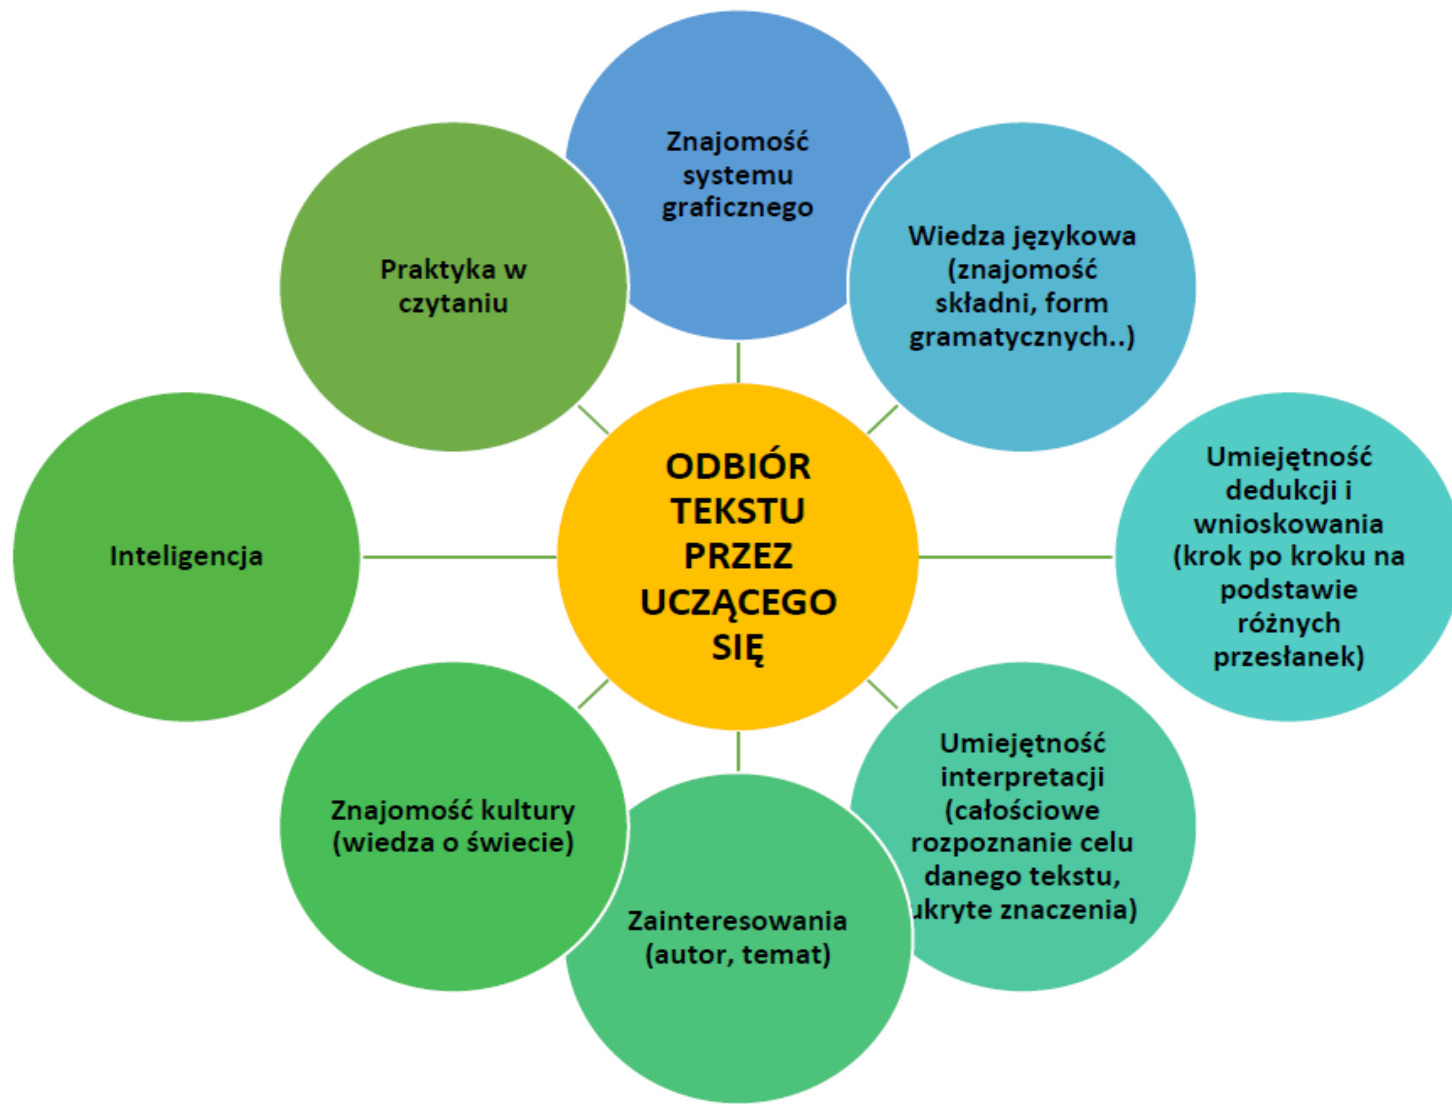 Znajomość
systemu
graficznego
Wiedza językowa
(znajomość
składni, form
gramatycznych..)
Umiejętność
dedukcji i
wnioskowania
(krok po kroku na
podstawie
różnych
przesłanek)
Umiejętność
interpretacji
(całościowe
rozpoznanie celu
danego tekstu,
ukryte znaczenia)
Zainteresowania
(autor, temat)
Znajomość kultury
(wiedza o świecie)
Inteligencja
Praktyka w
czytaniu
ODBIÓR
TEKSTU
PRZEZ
UCZĄCEGO
SIĘ